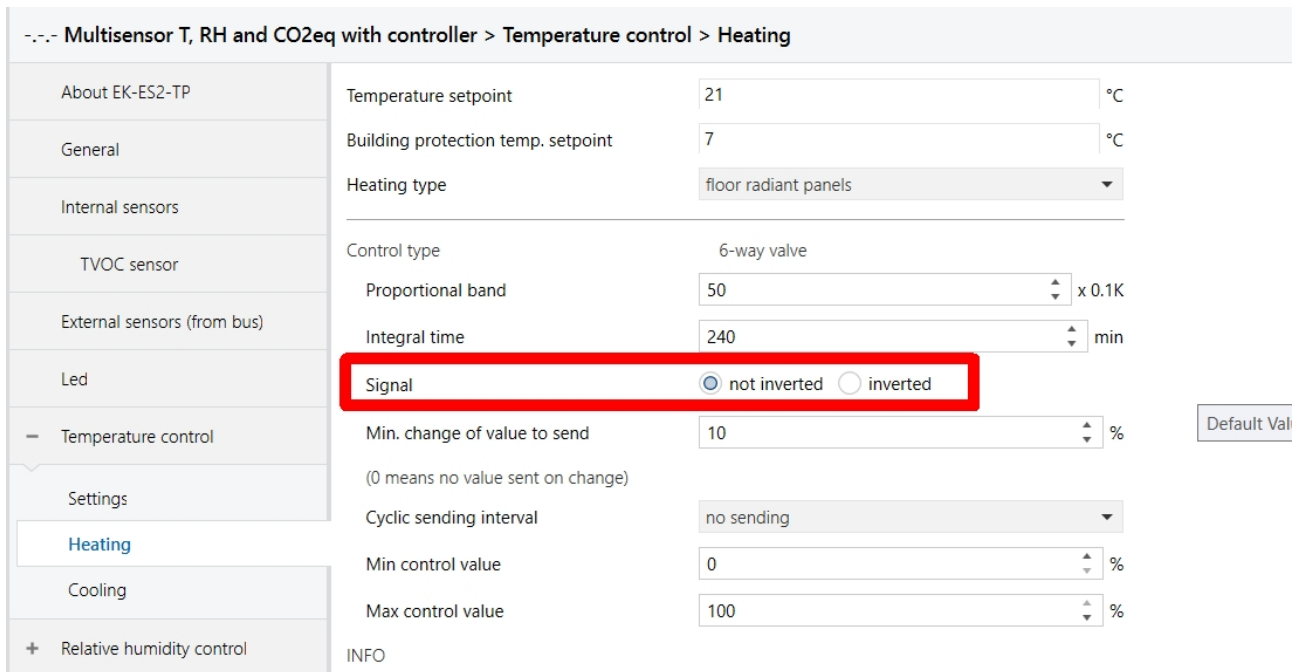 -.-.- Multisensor T, RH and CO2eq with controller > Temperature control > Heating
About EK-ES2-TP
General
Internal sensors
TVOC sensor
External sensors (from bus)
Led
− Temperature control
Settings
Heating
Cooling
+ Relative humidity control
Temperature setpoint 21 °C
Building protection temp. setpoint 7 °C
Heating type floor radiant panels
Control type 6-way valve
Proportional band 50 x 0.1K
Integral time 240 min
Signal not inverted inverted
Min. change of value to send 10 %
(0 means no value sent on change)
Cyclic sending interval no sending
Min control value 0 %
Max control value 100 %
INFO
Default